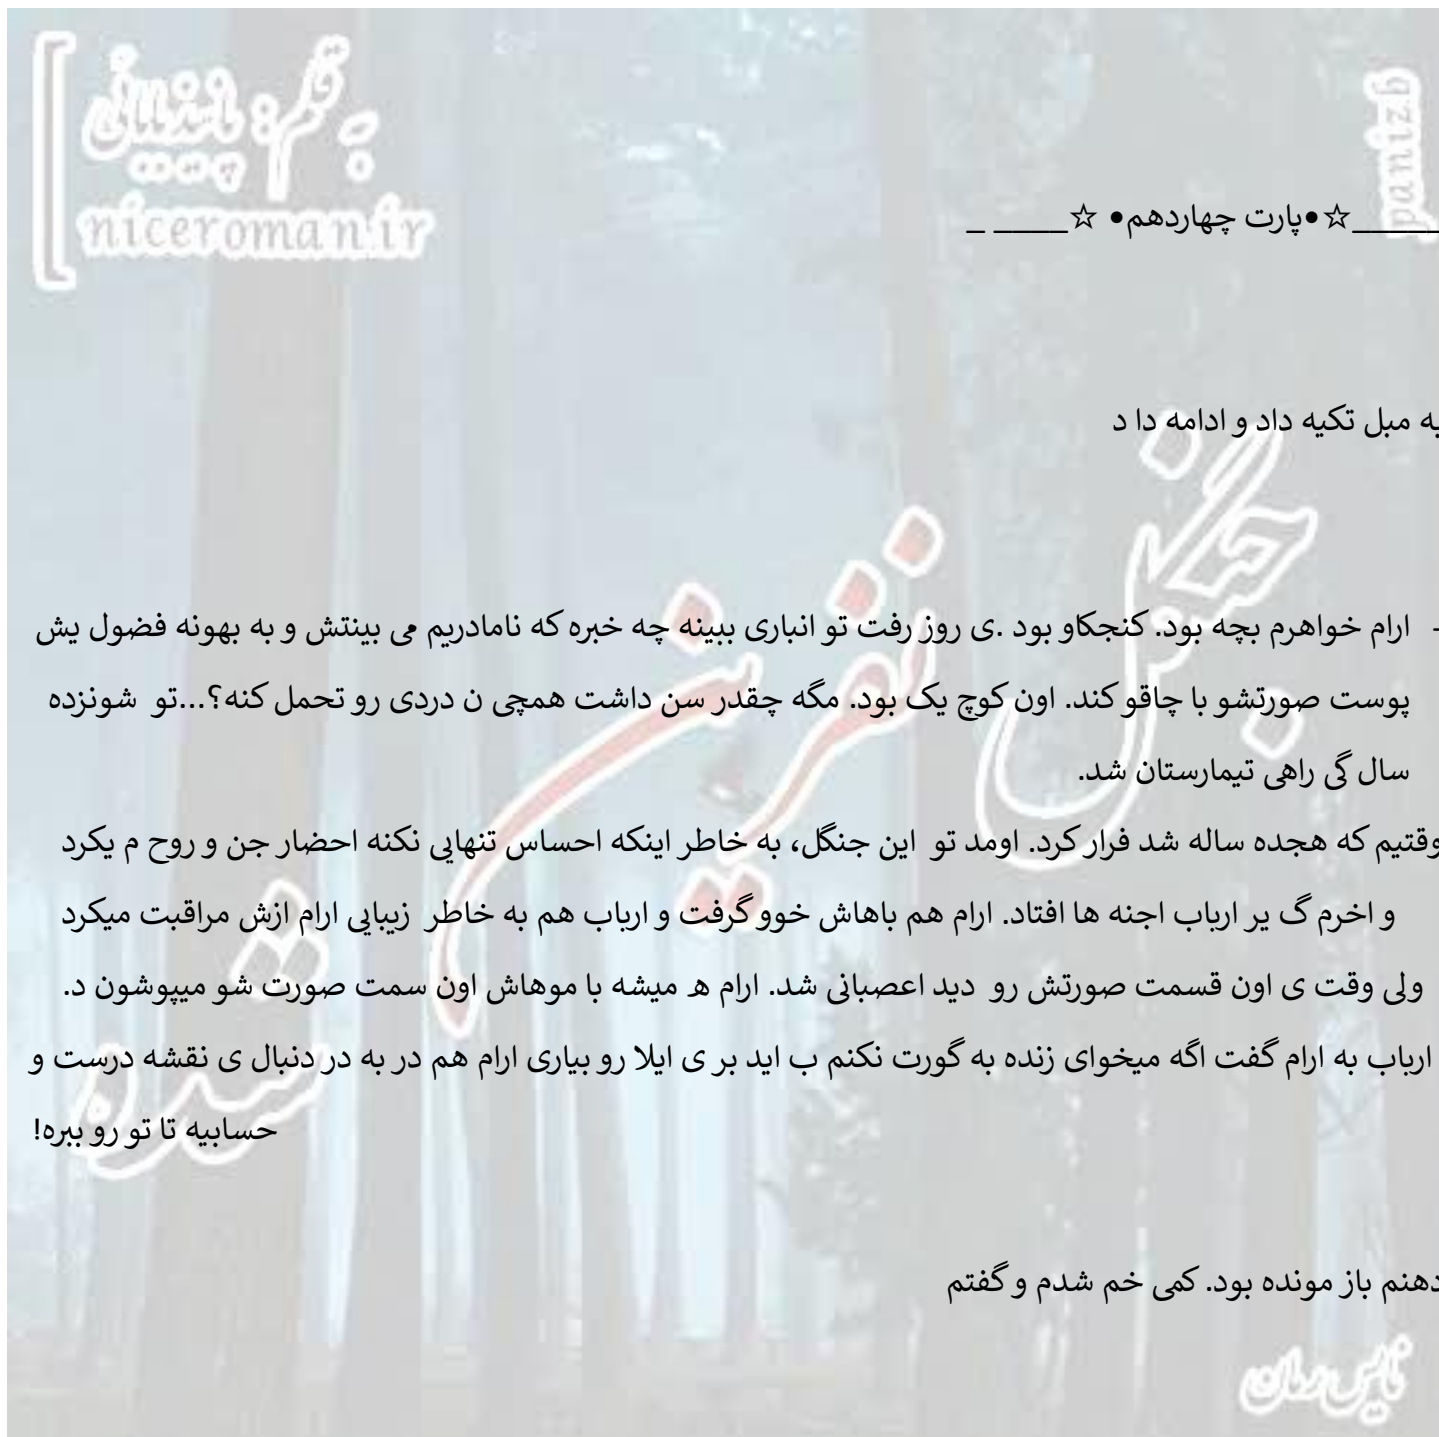 به قلم: پ
niceroman.ir
panizb
______☆•پارت چهاردهم• ☆_____ _
به مبل تکیه داد و ادامه دا د
- ارام خواهرم بچه بود. کنجکاو بود .ی روز رفت تو انباری ببینه چه خبره که نامادریم می بینتش و به بهونه فضول یش
پوست صورتشو با چاقو کند. اون کوچ یک بود. مگه چقدر سن داشت همچی ن دردی رو تحمل کنه؟...تو شونزده
سال گی راهی تیمارستان شد.
وقتیم که هجده ساله شد فرار کرد. اومد تو این جنگل، به خاطر اینکه احساس تنهایی نکنه احضار جن و روح م یکرد
و اخرم گ یر ارباب اجنه ها افتاد. ارام هم باهاش خوو گرفت و ارباب هم به خاطر زیبایی ارام ازش مراقبت میکرد
ولی وقت ی اون قسمت صورتش رو دید اعصبانی شد. ارام ه میشه با موهاش اون سمت صورت شو میپوشون د.
ارباب به ارام گفت اگه میخوای زنده به گورت نکنم ب اید بر ی ایلا رو بیاری ارام هم در به در دنبال ی نقشه درست و
حسابیه تا تو رو ببره!
دهنم باز مونده بود. کمی خم شدم و گفتم
جنگل نفرین شده
نایس رمان